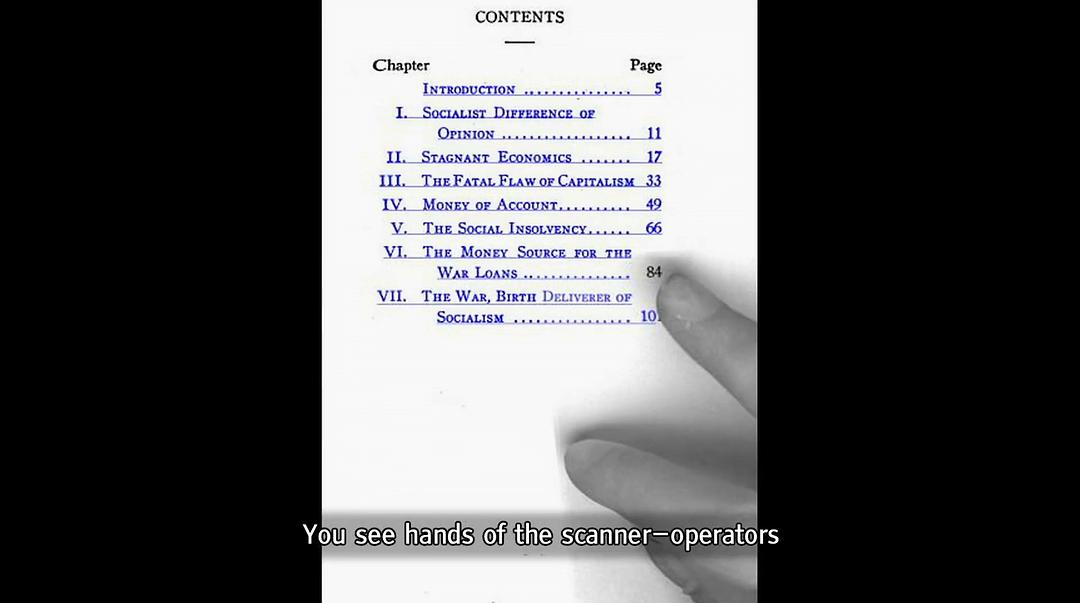 CONTENTS
Chapter Page
INTRODUCTION ............... 5
I. SOCIALIST DIFFERENCE OF
OPINION .................. 11
II. STAGNANT ECONOMICS ....... 17
III. THE FATAL FLAW OF CAPITALISM 33
IV. MONEY OF ACCOUNT.......... 49
V. THE SOCIAL INSOLVENCY...... 66
VI. THE MONEY SOURCE FOR THE
WAR LOANS ............... 84
VII. THE WAR, BIRTH DELIVERER OF
SOCIALISM ................
You see hands of the scanner-operators